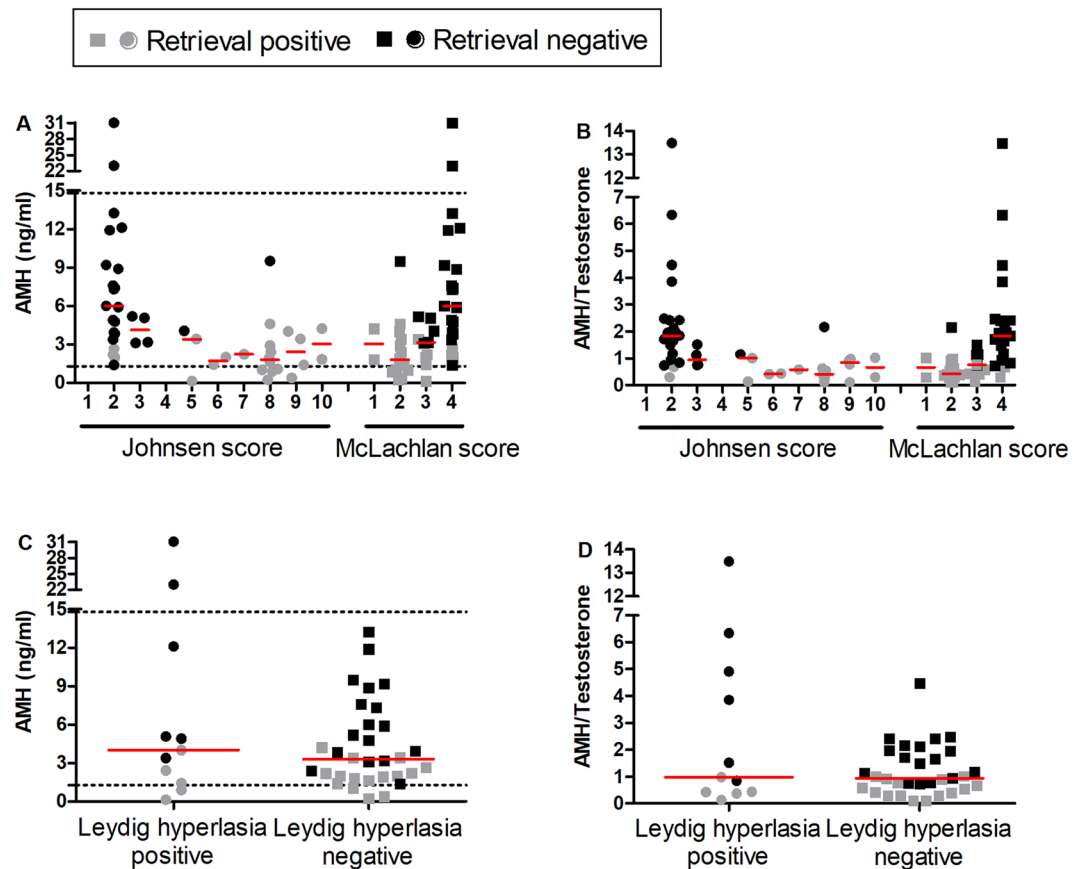 Retrieval positive Retrieval negative
A
31
28
25
22
15
12
9
6
3
0
AMH (ng/ml)
1 2 3 4 5 6 7 8 9 10 1 2 3 4
Johnsen score McLachlan score
B
14
13
12
7
6
5
4
3
2
1
0
AMH/Testosterone
1 2 3 4 5 6 7 8 9 10 1 2 3 4
Johnsen score McLachlan score
C
31
28
25
22
15
12
9
6
3
0
AMH (ng/ml)
Leydig hyperlasia Leydig hyperlasia
positive negative
D
14
13
12
7
6
5
4
3
2
1
0
AMH/Testosterone
Leydig hyperlasia Leydig hyperlasia
positive negative